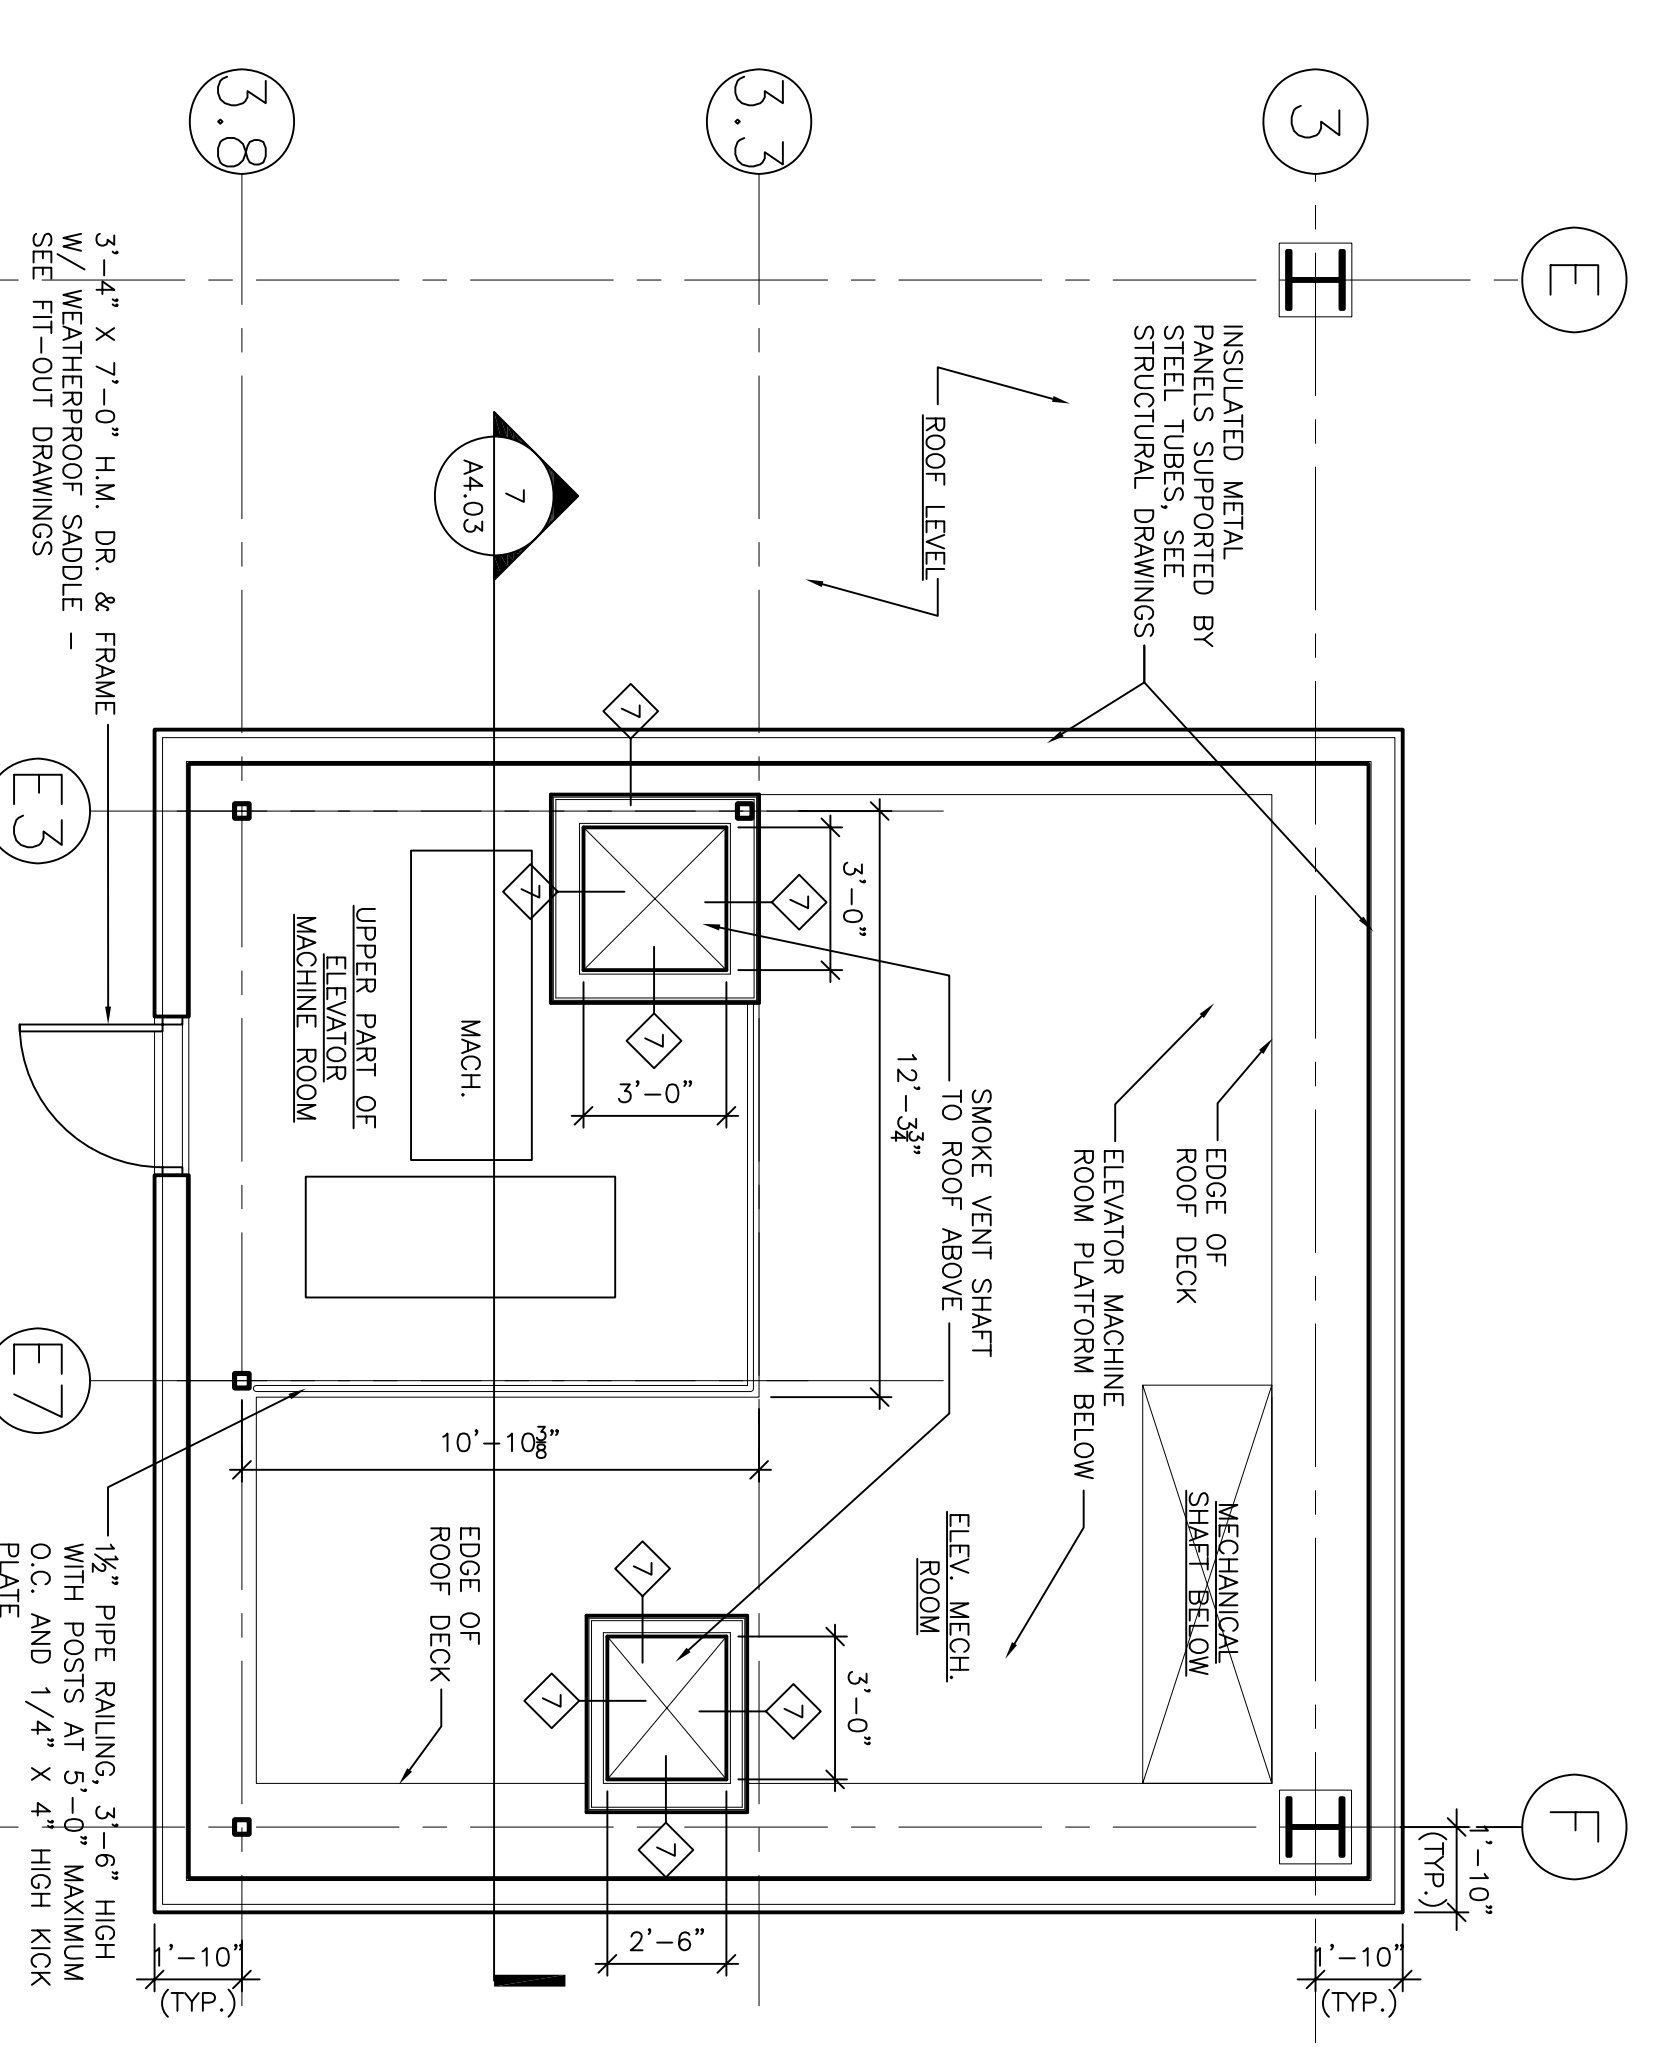 E
F
3
3.3
3.8
E3
E7
INSULATED METAL
PANELS SUPPORTED BY
STEEL TUBES, SEE
STRUCTURAL DRAWINGS
ROOF LEVEL
7
A4.03
3'-4" X 7'-0" H.M. DR. & FRAME
W/ WEATHERPROOF SADDLE -
SEE FIT-OUT DRAWINGS
EDGE OF
ROOF DECK
ELEVATOR MACHINE
ROOM PLATFORM BELOW
MECHANICAL
SHAFT BELOW
SMOKE VENT SHAFT
TO ROOF ABOVE
ELEV. MECH.
ROOM
12'-3¾"
3'-0"
3'-0"
7
7
7
7
MACH.
UPPER PART OF
ELEVATOR
MACHINE ROOM
10'-10⅜"
EDGE OF
ROOF DECK
3'-0"
2'-6"
7
7
7
7
1'-10"
(TYP.)
1'-10"
(TYP.)
1'-10"
(TYP.)
1½" PIPE RAILING, 3'-6" HIGH
WITH POSTS AT 5'-0" MAXIMUM
O.C. AND 1/4" X 4" HIGH KICK
PLATE